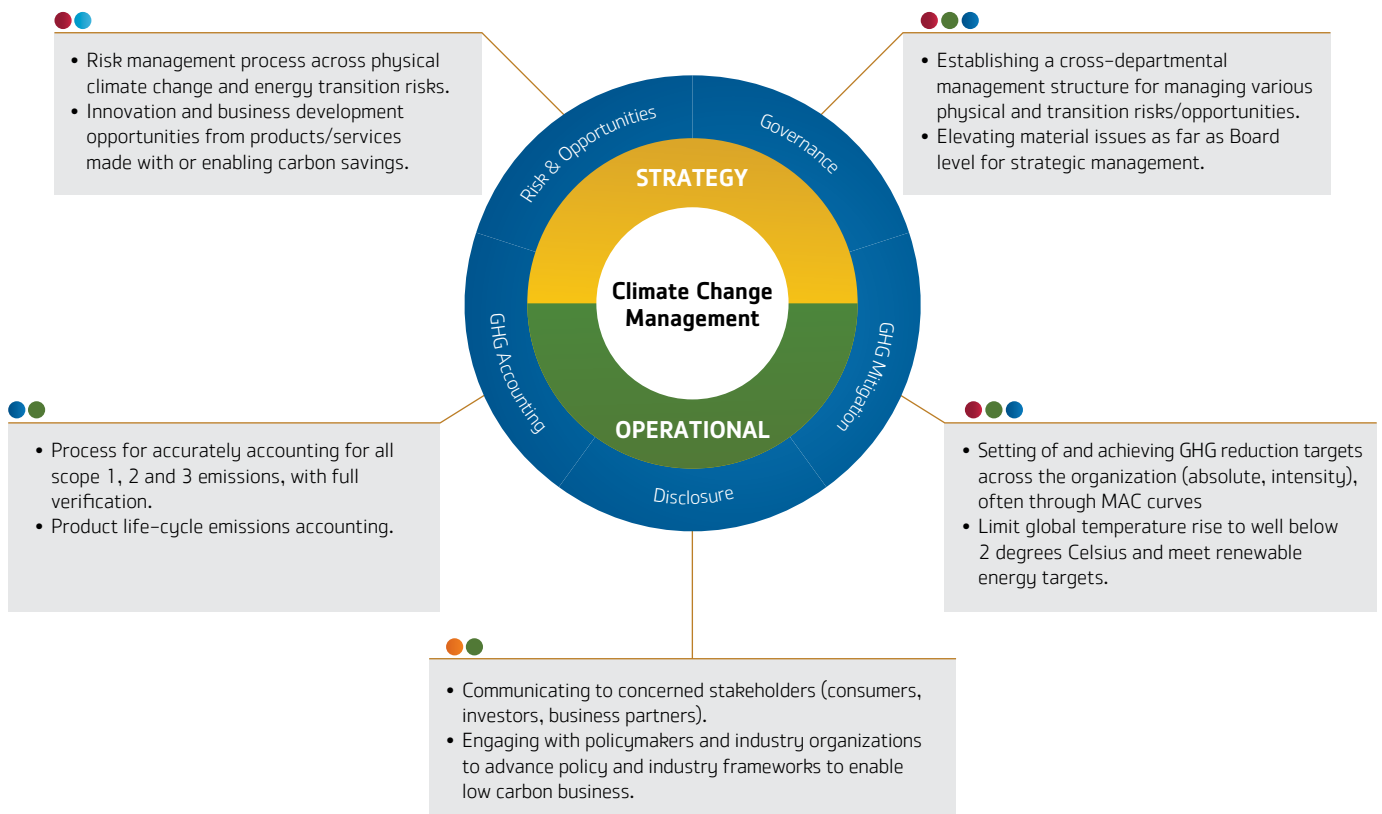 • Risk management process across physical
climate change and energy transition risks.
• Innovation and business development
opportunities from products/services
made with or enabling carbon savings.
• Establishing a cross-departmental
management structure for managing various
physical and transition risks/opportunities.
• Elevating material issues as far as Board
level for strategic management.
Risk & Opportunities
Governance
STRATEGY
Climate Change
Management
GHG Accounting
GHG Mitigation
OPERATIONAL
Disclosure
• Process for accurately accounting for all
scope 1, 2 and 3 emissions, with full
verification.
• Product life-cycle emissions accounting.
• Setting of and achieving GHG reduction targets
across the organization (absolute, intensity),
often through MAC curves
• Limit global temperature rise to well below
2 degrees Celsius and meet renewable
energy targets.
• Communicating to concerned stakeholders (consumers,
investors, business partners).
• Engaging with policymakers and industry organizations
to advance policy and industry frameworks to enable
low carbon business.